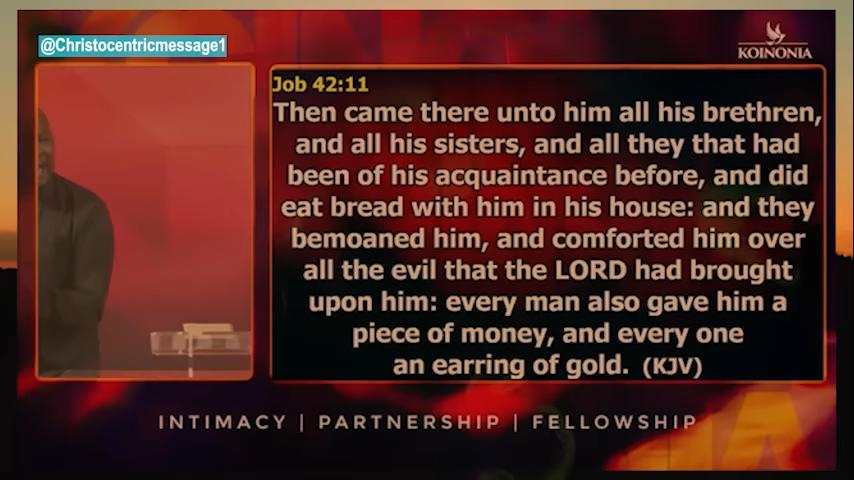 @Christocentricmessage1
KOINONIA
Job 42:11
Then came there unto him all his brethren,
and all his sisters, and all they that had
been of his acquaintance before, and did
eat bread with him in his house: and they
bemoaned him, and comforted him over
all the evil that the LORD had brought
upon him: every man also gave him a
piece of money, and every one
an earring of gold. (KJV)
INTIMACY | PARTNERSHIP | FELLOWSHIP